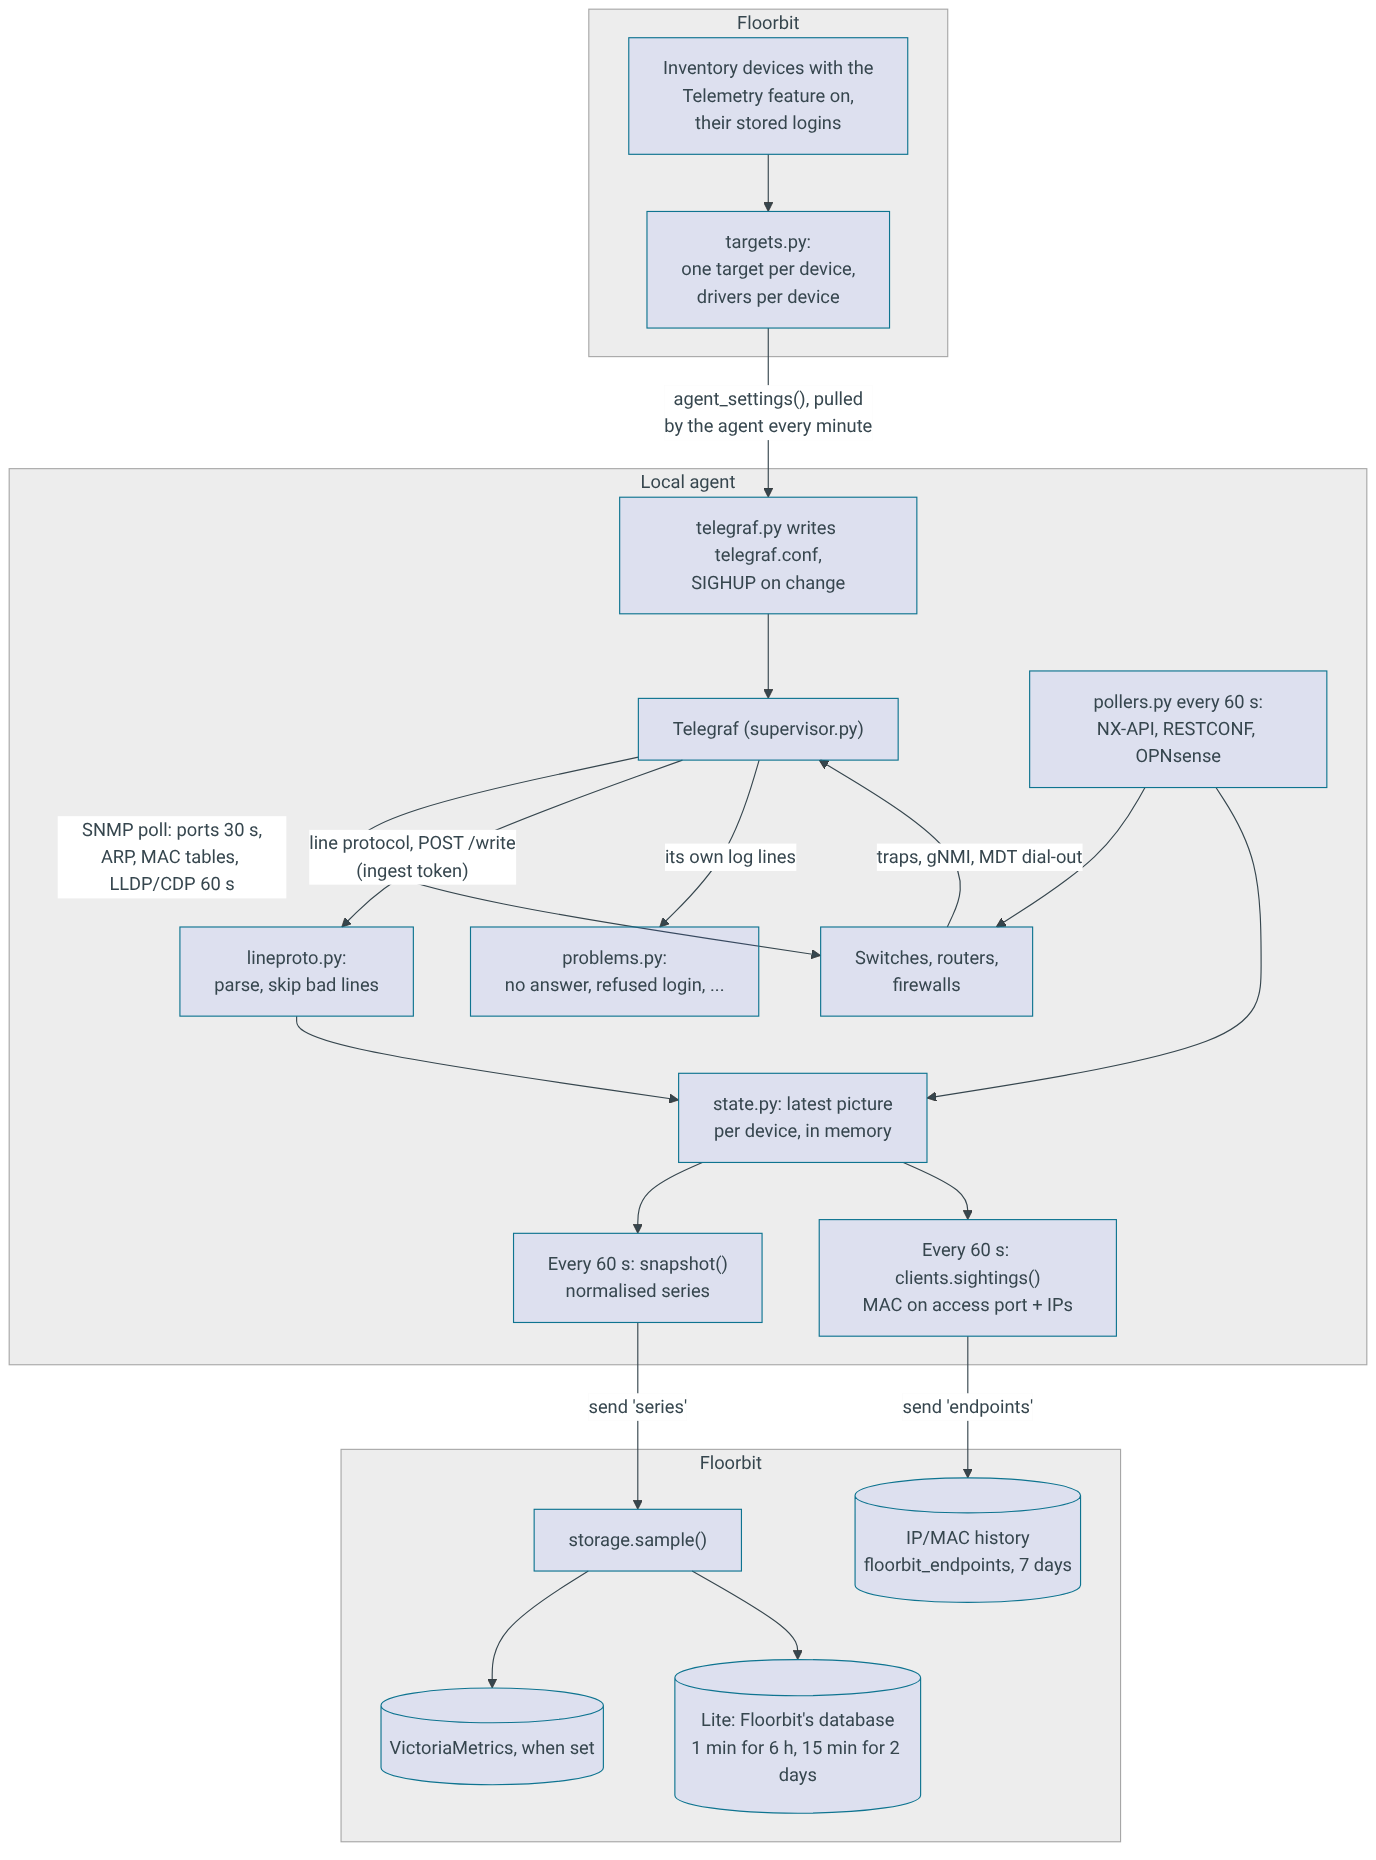 Floorbit
Inventory devices with the
Telemetry feature on,
their stored logins
targets.py:
one target per device,
drivers per device
agent_settings(), pulled
by the agent every minute
Local agent
telegraf.py writes
telegraf.conf,
SIGHUP on change
Telegraf (supervisor.py)
pollers.py every 60 s:
NX-API, RESTCONF,
OPNsense
SNMP poll: ports 30 s,
ARP, MAC tables,
LLDP/CDP 60 s
line protocol, POST /write
(ingest token)
its own log lines
traps, gNMI, MDT dial-out
lineproto.py:
parse, skip bad lines
problems.py:
no answer, refused login, ...
Switches, routers,
firewalls
state.py: latest picture
per device, in memory
Every 60 s: snapshot()
normalised series
Every 60 s:
clients.sightings()
MAC on access port + IPs
send 'series'
send 'endpoints'
Floorbit
storage.sample()
IP/MAC history
floorbit_endpoints, 7 days
VictoriaMetrics, when set
Lite: Floorbit's database
1 min for 6 h, 15 min for 2
days